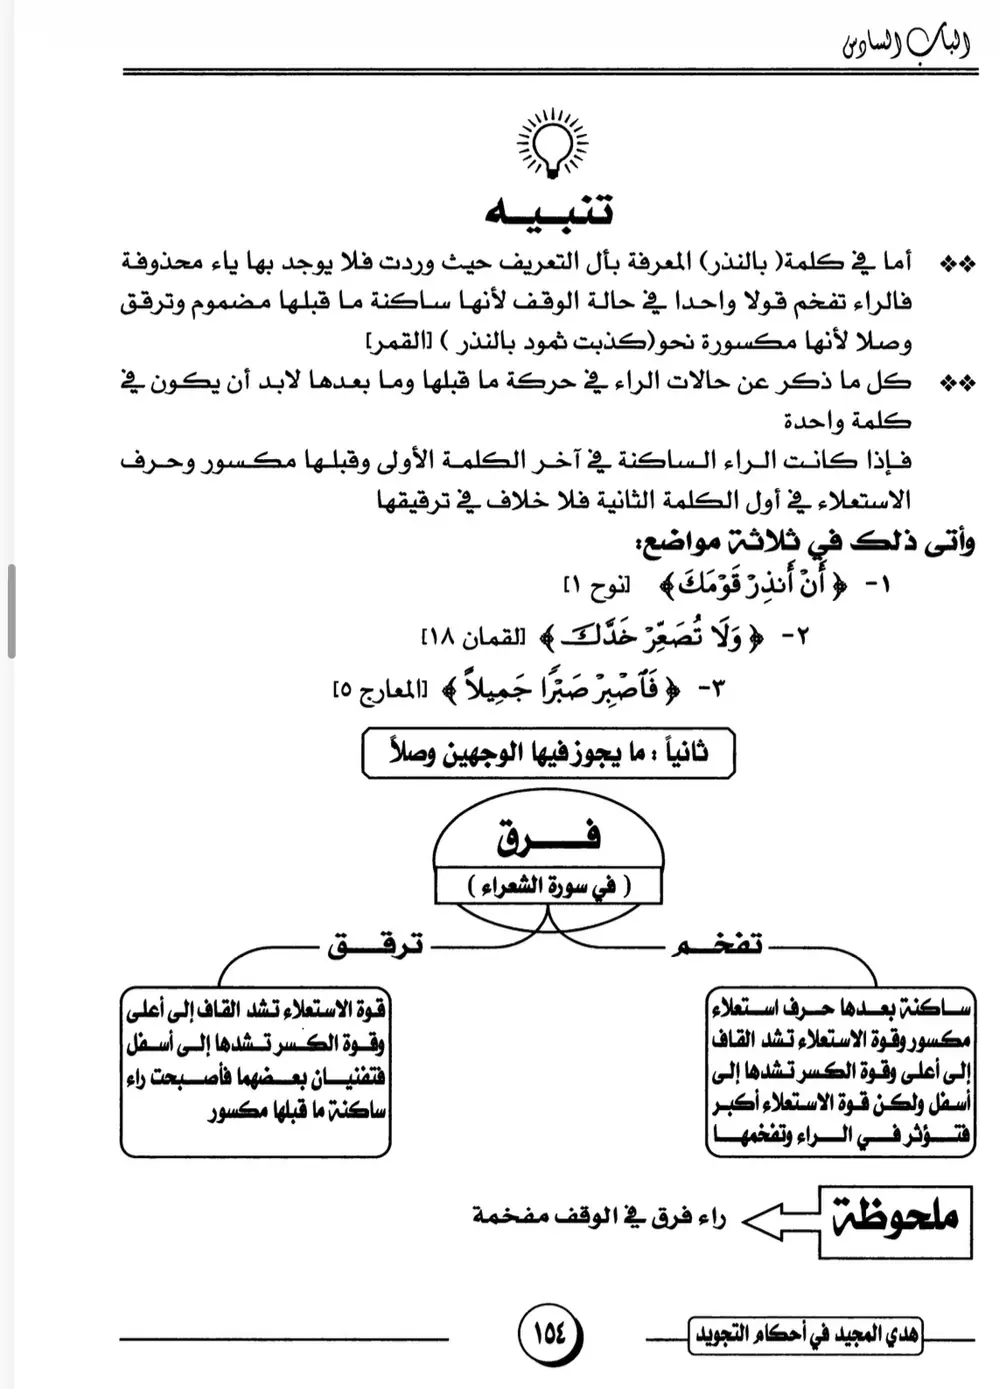 الباب السادس
تنبيه
❖❖ أما في كلمة( بالنذر) المعرفة بأل التعريف حيث وردت فلا يوجد بها ياء محذوفة
فالراء تفخم قولا واحدا في حالة الوقف لأنها ساكنة ما قبلها مضموم وترقق
وصلا لأنها مكسورة نحو(كذبت ثمود بالنذر ) [القمر]
❖❖ كل ما ذكر عن حالات الراء في حركة ما قبلها وما بعدها لابد أن يكون في
كلمة واحدة
فإذا كانت الراء الساكنة في آخر الكلمة الأولى وقبلها مكسور وحرف
الاستعلاء في أول الكلمة الثانية فلا خلاف في ترقيقها
وأتى ذلك في ثلاثة مواضع:
١- ﴿ أَنْ أَنذِرْ قَوْمَكَ﴾ [نوح ١]
٢- ﴿ وَلَا تُصَعِّرْ خَدَّكَ ﴾ [لقمان ١٨]
٣- ﴿ فَٱصْبِرْ صَبْرًا جَمِيلاً ﴾ [المعارج ٥]
ثانياً : ما يجوز فيها الوجهين وصلاً
فرق
( في سورة الشعراء )
تفخم
ترقق
ساكنة بعدها حرف استعلاء
مكسور وقوة الاستعلاء تشد القاف
إلى أعلى وقوة الكسر تشدها إلى
أسفل ولكن قوة الاستعلاء أكبر
فتؤثر في الراء وتفخمها
قوة الاستعلاء تشد القاف إلى أعلى
وقوة الكسر تشدها إلى أسفل
فتفنيان بعضهما فأصبحت راء
ساكنة ما قبلها مكسور
ملحوظة
راء فرق في الوقف مفخمة
هدي المجيد في أحكام التجويد
١٥٤